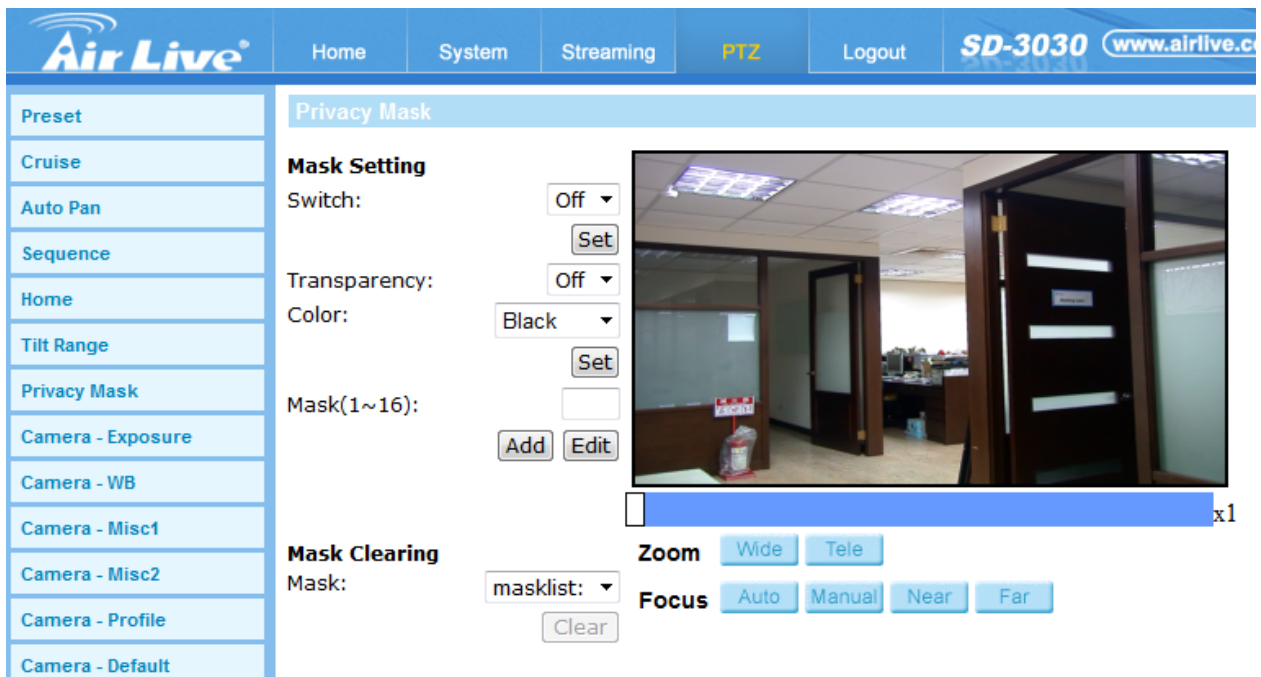 Air Live®
Home System Streaming PTZ Logout SD-3030 www.airlive.c
Preset
Cruise
Auto Pan
Sequence
Home
Tilt Range
Privacy Mask
Camera - Exposure
Camera - WB
Camera - Misc1
Camera - Misc2
Camera - Profile
Camera - Default
Privacy Mask
Mask Setting
Switch: Off
Set
Transparency: Off
Color: Black
Set
Mask(1~16):
Add Edit
x1
Mask Clearing
Mask: masklist:
Clear
Zoom Wide Tele
Focus Auto Manual Near Far